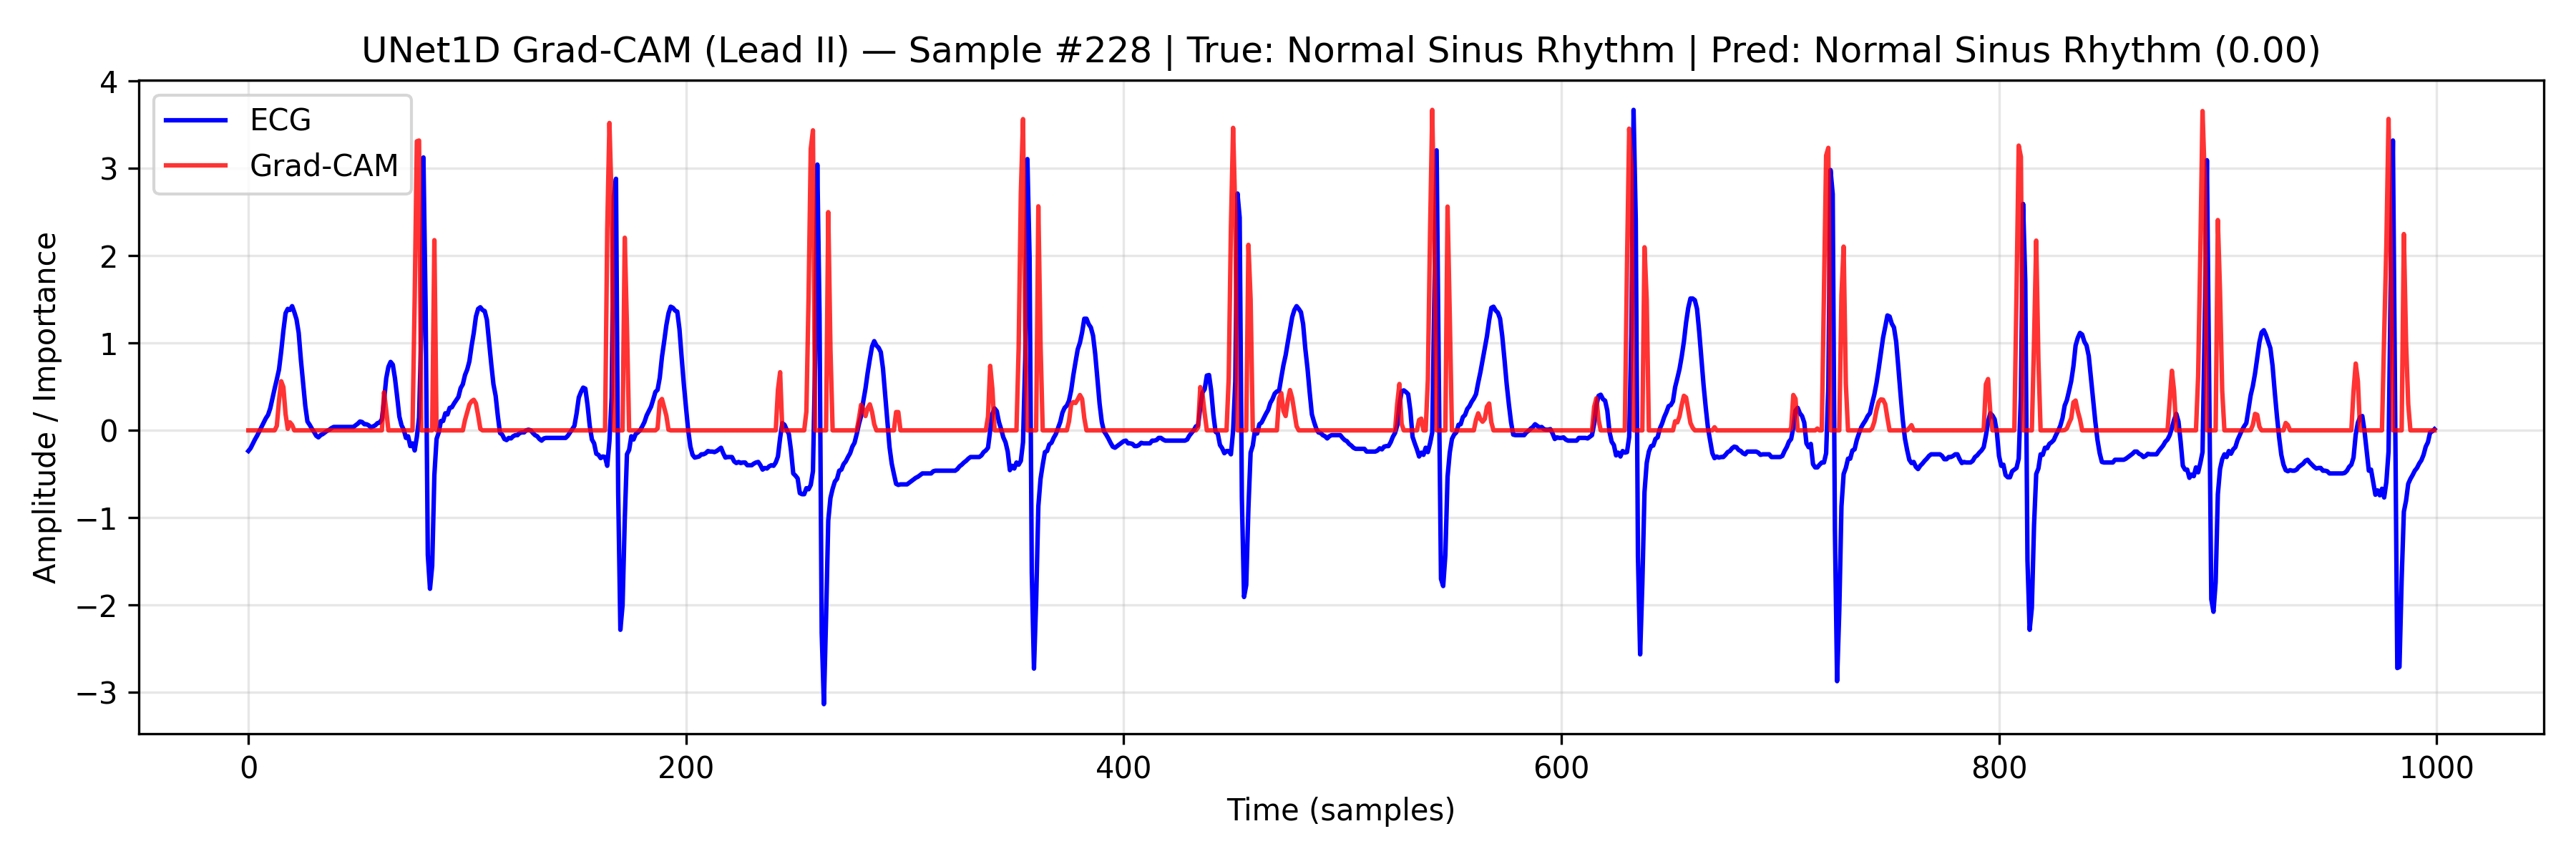 UNet1D Grad-CAM (Lead II) — Sample #228 | True: Normal Sinus Rhythm | Pred: Normal Sinus Rhythm (0.00)
ECG
Grad-CAM
Amplitude / Importance
4
3
2
1
0
−1
−2
−3
0
200
400
600
800
1000
Time (samples)